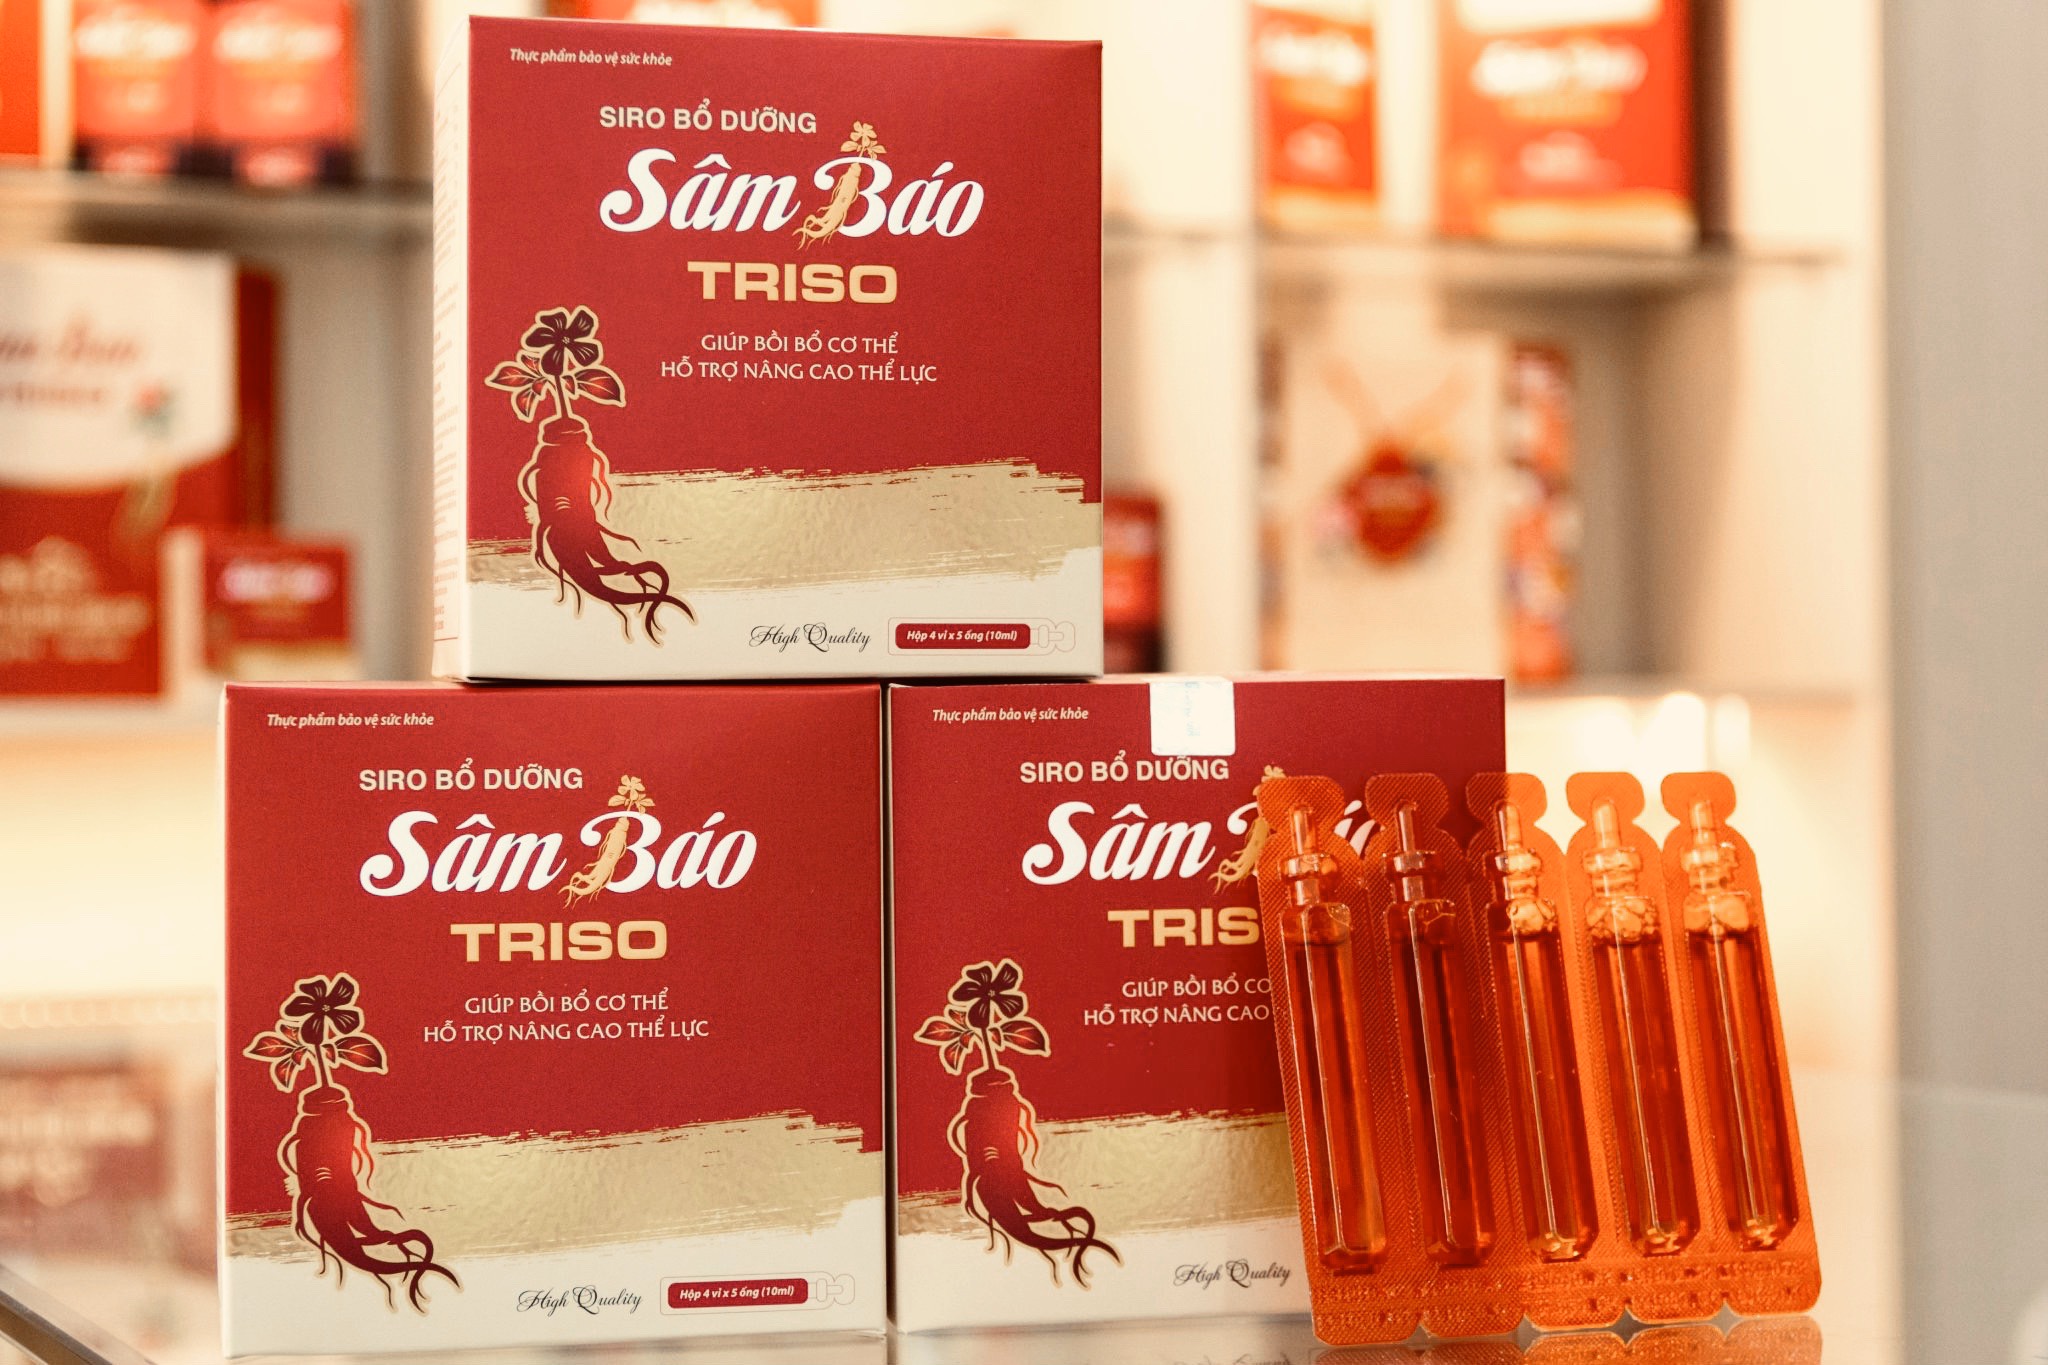 Thực phẩm bảo vệ sức khỏe
SIRO BỔ DƯỠNG
Sâm Báo
TRISO
GIÚP BỒI BỔ CƠ THỂ
HỖ TRỢ NÂNG CAO THỂ LỰC
High Quality
Hộp 4 vỉ x 5 ống (10ml)
Thực phẩm bảo vệ sức khỏe
SIRO BỔ DƯỠNG
Sâm Báo
TRISO
GIÚP BỒI BỔ CƠ THỂ
HỖ TRỢ NÂNG CAO THỂ LỰC
High Quality
Hộp 4 vỉ x 5 ống (10ml)
Thực phẩm bảo vệ sức khỏe
SIRO BỔ DƯỠNG
Sâm Báo
TRIS
GIÚP BỒI BỔ CƠ
HỖ TRỢ NÂNG CAO
High Quality